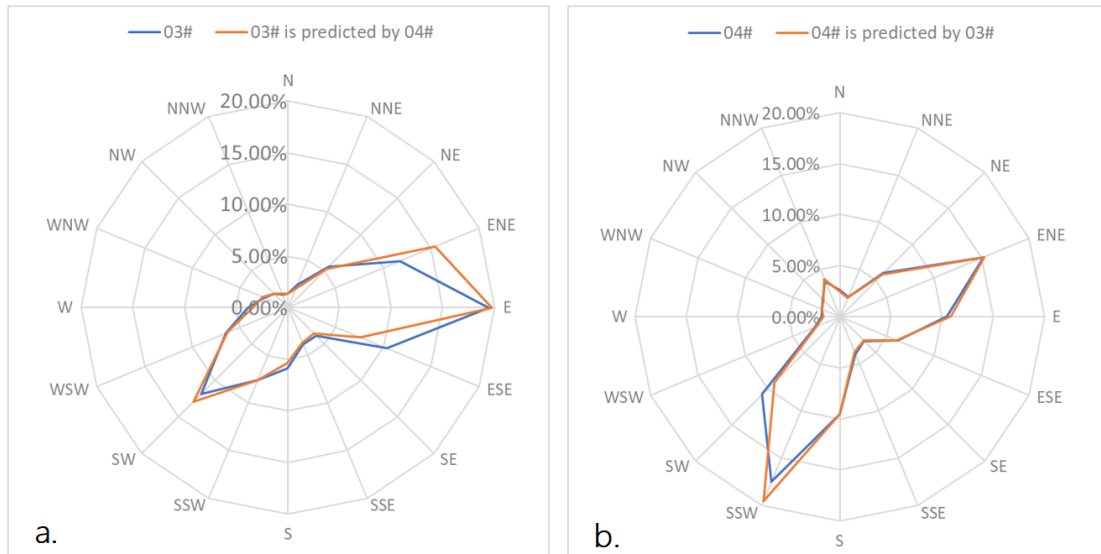 03# 03# is predicted by 04#
N
NNE
NE
ENE
E
ESE
SE
SSE
S
SSW
SW
WSW
W
WNW
NW
NNW
20.00%
15.00%
10.00%
5.00%
0.00%
a.
04# 04# is predicted by 03#
N
NNE
NE
ENE
E
ESE
SE
SSE
S
SSW
SW
WSW
W
WNW
NW
NNW
20.00%
15.00%
10.00%
5.00%
0.00%
b.